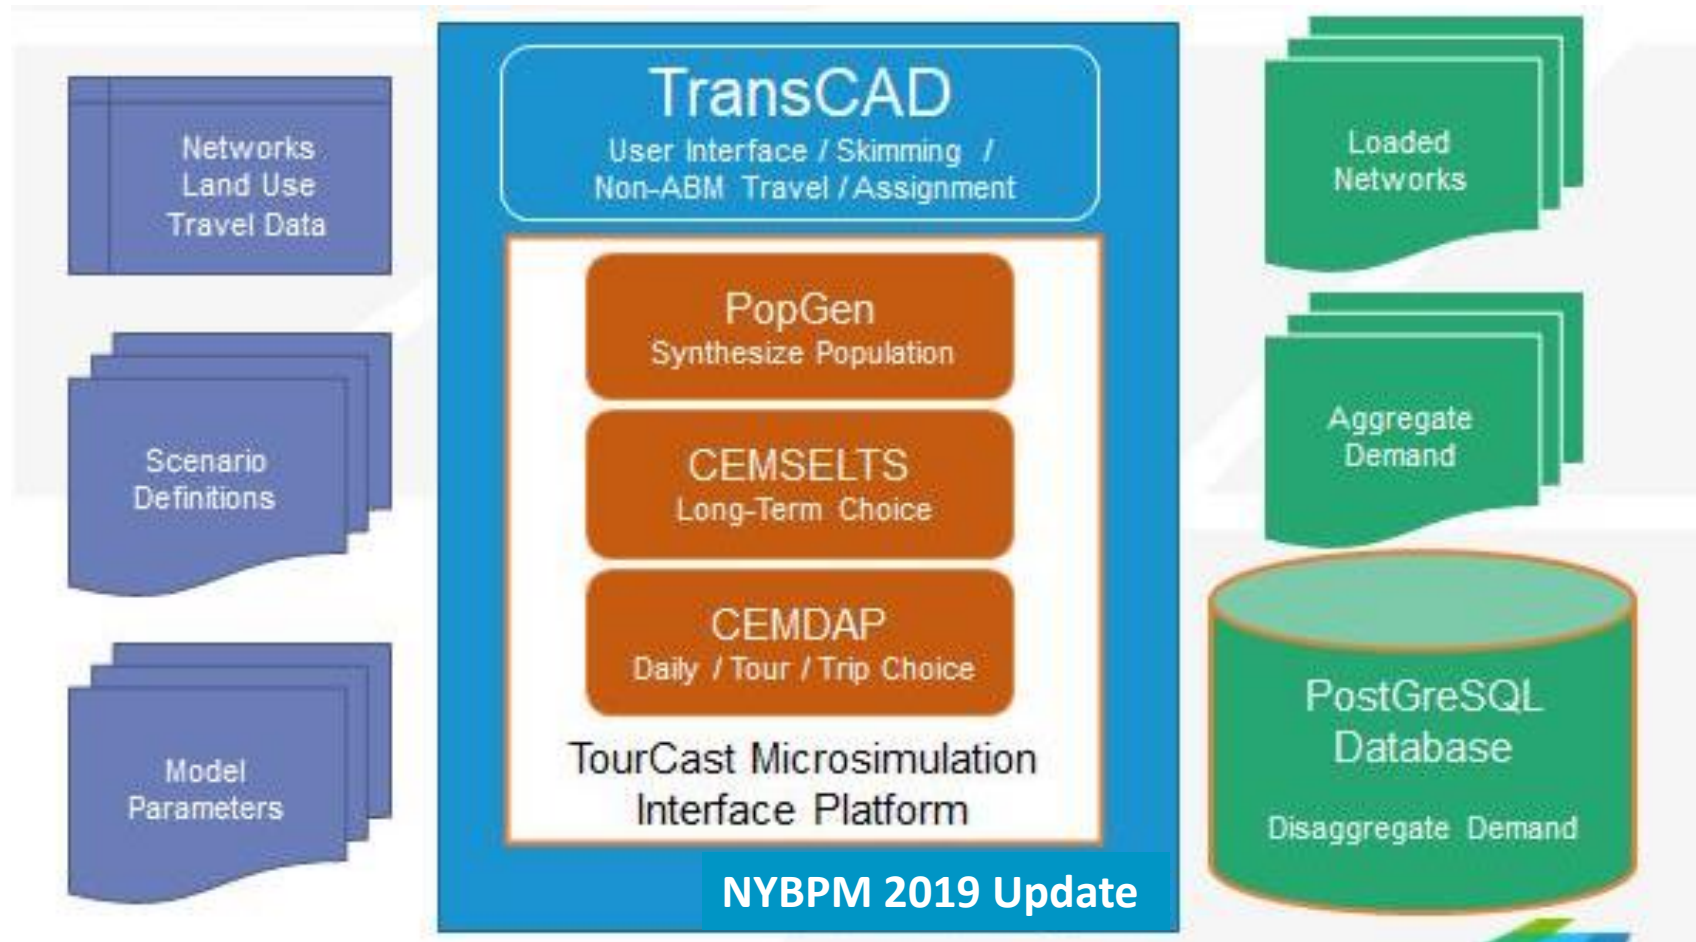 Networks
Land Use
Travel Data
Scenario
Definitions
Model
Parameters
TransCAD
User Interface / Skimming /
Non-ABM Travel / Assignment
PopGen
Synthesize Population
CEMSELTS
Long-Term Choice
CEMDAP
Daily / Tour / Trip Choice
TourCast Microsimulation
Interface Platform
NYBPM 2019 Update
Loaded
Networks
Aggregate
Demand
PostGreSQL
Database
Disaggregate Demand